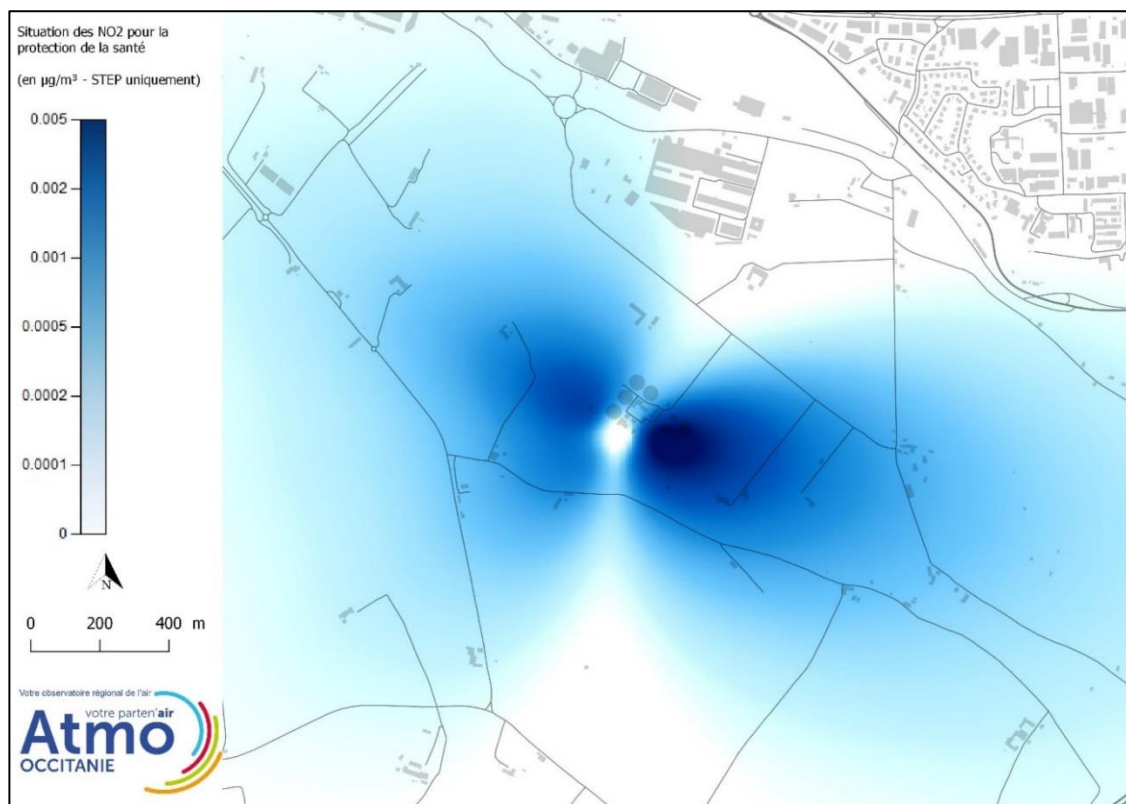 Situation des NO2 pour la
protection de la santé
(en µg/m³ - STEP uniquement)
0.005
0.002
0.001
0.0005
0.0002
0.0001
0
N
0 200 400 m
Votre observatoire régional de l'air
votre parten'air
Atmo
OCCITANIE